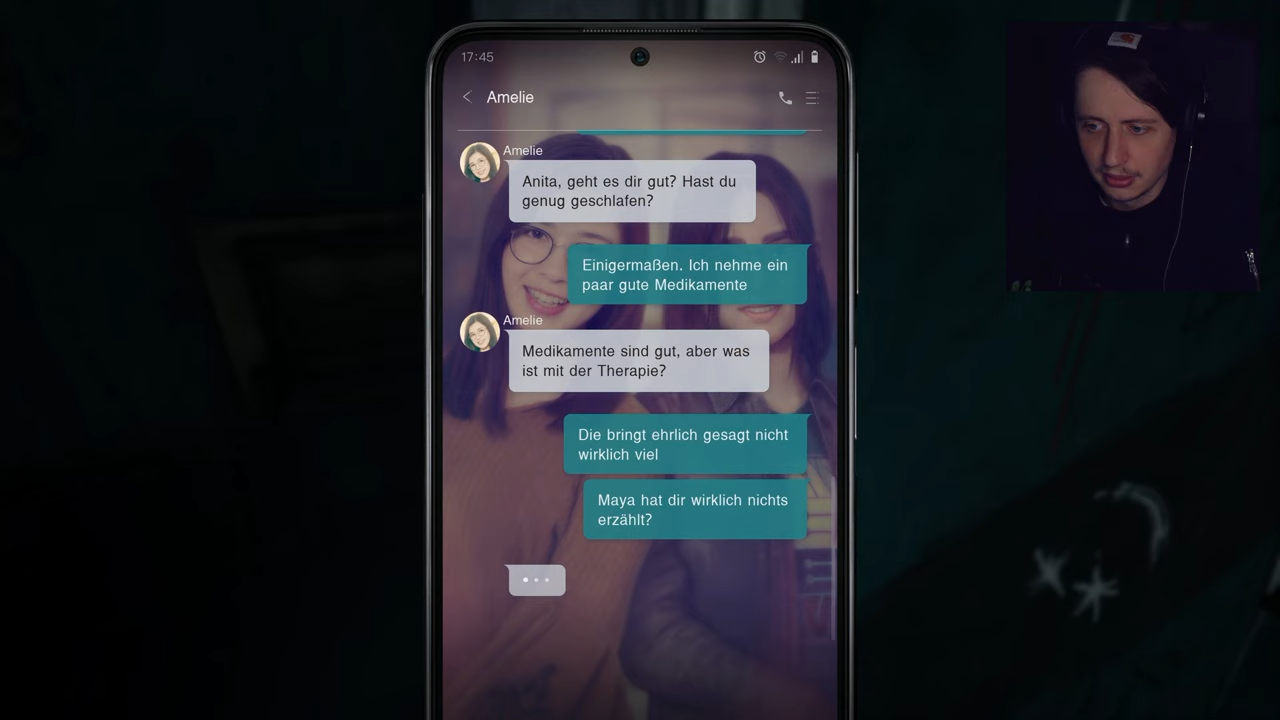 17:45
Amelie
Amelie
Anita, geht es dir gut? Hast du
genug geschlafen?
Einigermaßen. Ich nehme ein
paar gute Medikamente
Amelie
Medikamente sind gut, aber was
ist mit der Therapie?
Die bringt ehrlich gesagt nicht
wirklich viel
Maya hat dir wirklich nichts
erzählt?